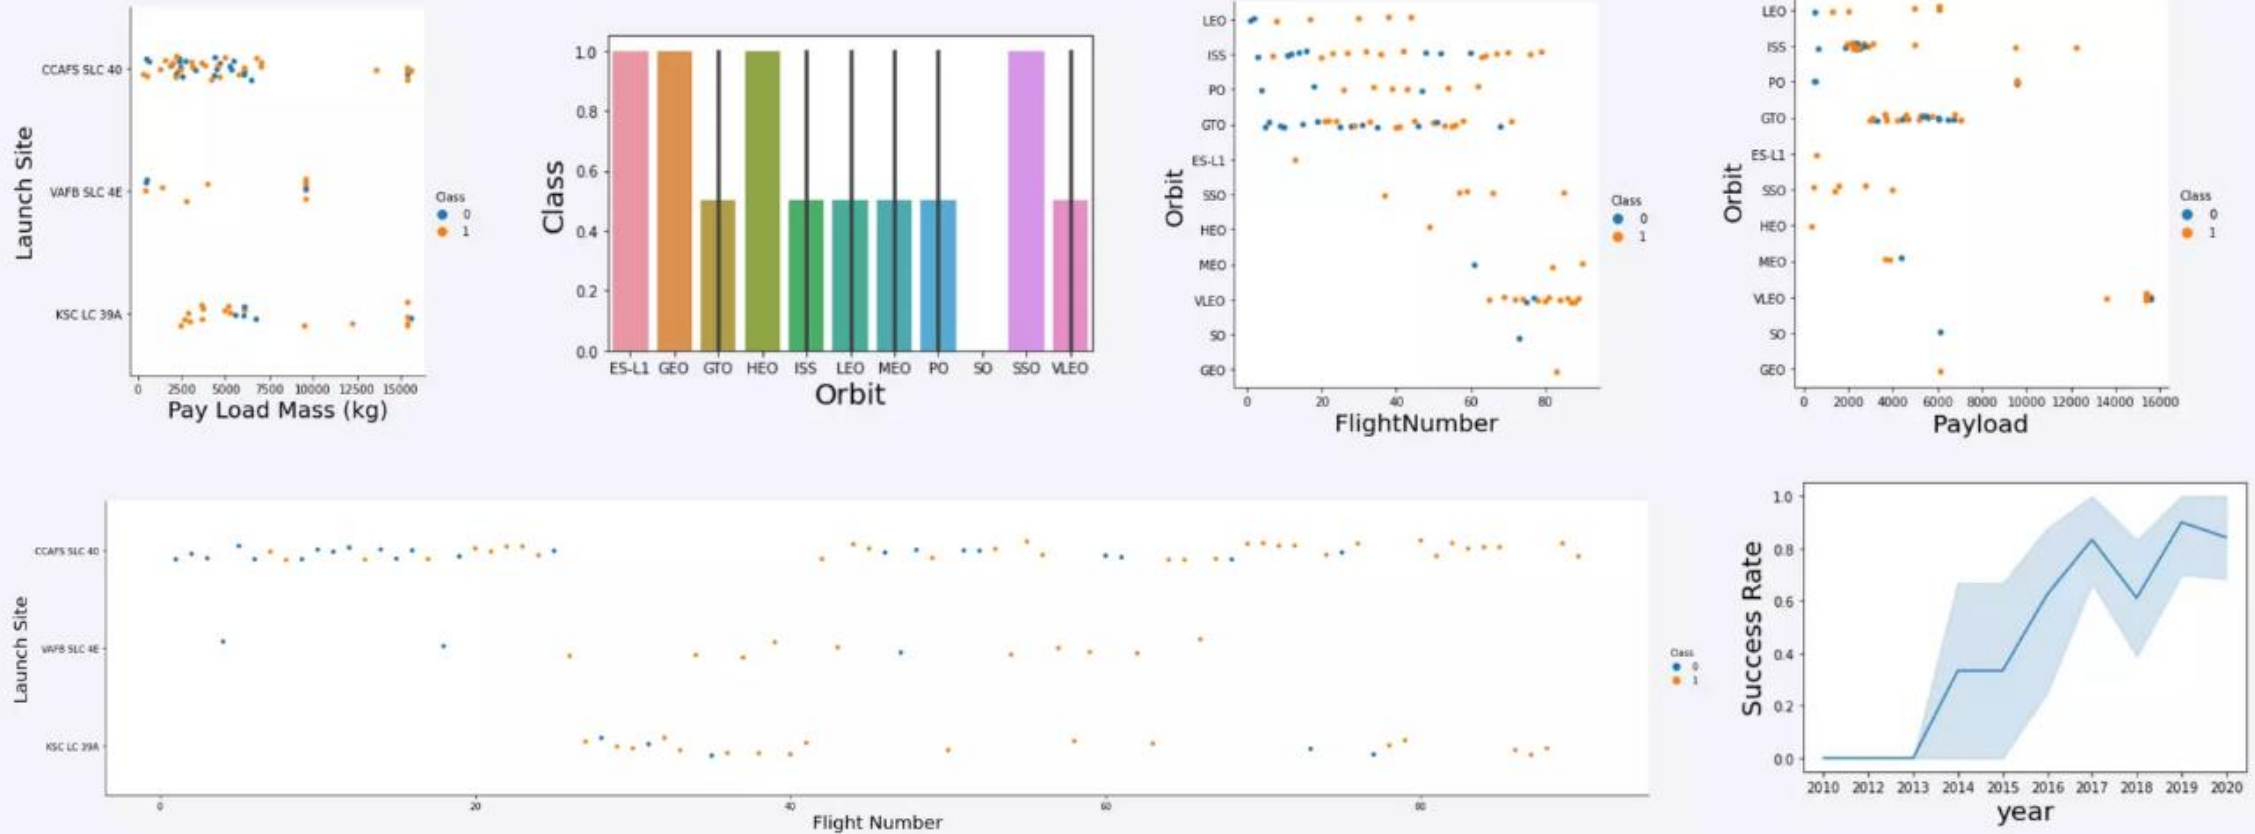 Launch Site
CCAFS SLC 40
VAFB SLC 4E
KSC LC 39A
0 2500 5000 7500 10000 12500 15000
Pay Load Mass (kg)
Class
0
1
Class
1.0
0.8
0.6
0.4
0.2
0.0
ES-L1 GEO GTO HEO ISS LEO MEO PO SO SSO VLEO
Orbit
Orbit
LEO
ISS
PO
GTO
ES-L1
SSO
HEO
MEO
VLEO
SO
GEO
0 20 40 60 80
FlightNumber
Class
0
1
Orbit
LEO
ISS
PO
GTO
ES-L1
SSO
HEO
MEO
VLEO
SO
GEO
0 2000 4000 6000 8000 10000 12000 14000 16000
Payload
Class
0
1
Launch Site
CCAFS SLC 40
VAFB SLC 4E
KSC LC 39A
0 20 40 60 80
Flight Number
Class
0
1
Success Rate
1.0
0.8
0.6
0.4
0.2
0.0
2010 2012 2013 2014 2015 2016 2017 2018 2019 2020
year